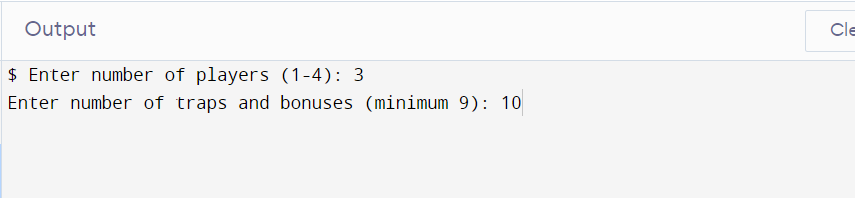 Output
Cle
$ Enter number of players (1-4): 3
Enter number of traps and bonuses (minimum 9): 10